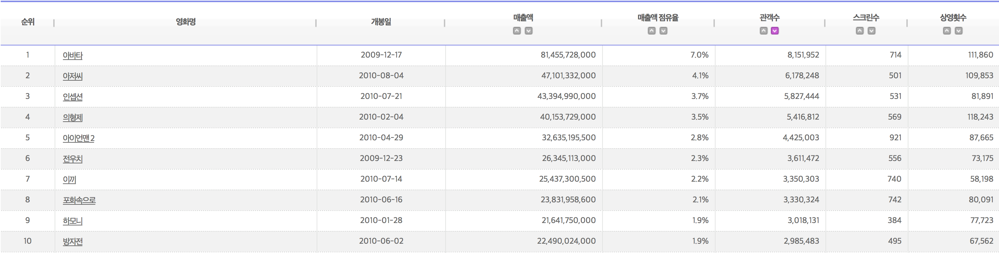 순위 영화명 개봉일 매출액 매출액 점유율 관객수 스크린수 상영횟수
1 아바타 2009-12-17 81,455,728,000 7.0% 8,151,952 714 111,860
2 아저씨 2010-08-04 47,101,332,000 4.1% 6,178,248 501 109,853
3 인셉션 2010-07-21 43,394,990,000 3.7% 5,827,444 531 81,891
4 의형제 2010-02-04 40,153,729,000 3.5% 5,416,812 569 118,243
5 아이언맨 2 2010-04-29 32,635,195,500 2.8% 4,425,003 921 87,665
6 전우치 2009-12-23 26,345,113,000 2.3% 3,611,472 556 73,175
7 이끼 2010-07-14 25,437,300,500 2.2% 3,350,303 740 58,198
8 포화속으로 2010-06-16 23,831,958,600 2.1% 3,330,324 742 80,091
9 하모니 2010-01-28 21,641,750,000 1.9% 3,018,131 384 77,723
10 방자전 2010-06-02 22,490,024,000 1.9% 2,985,483 495 67,562